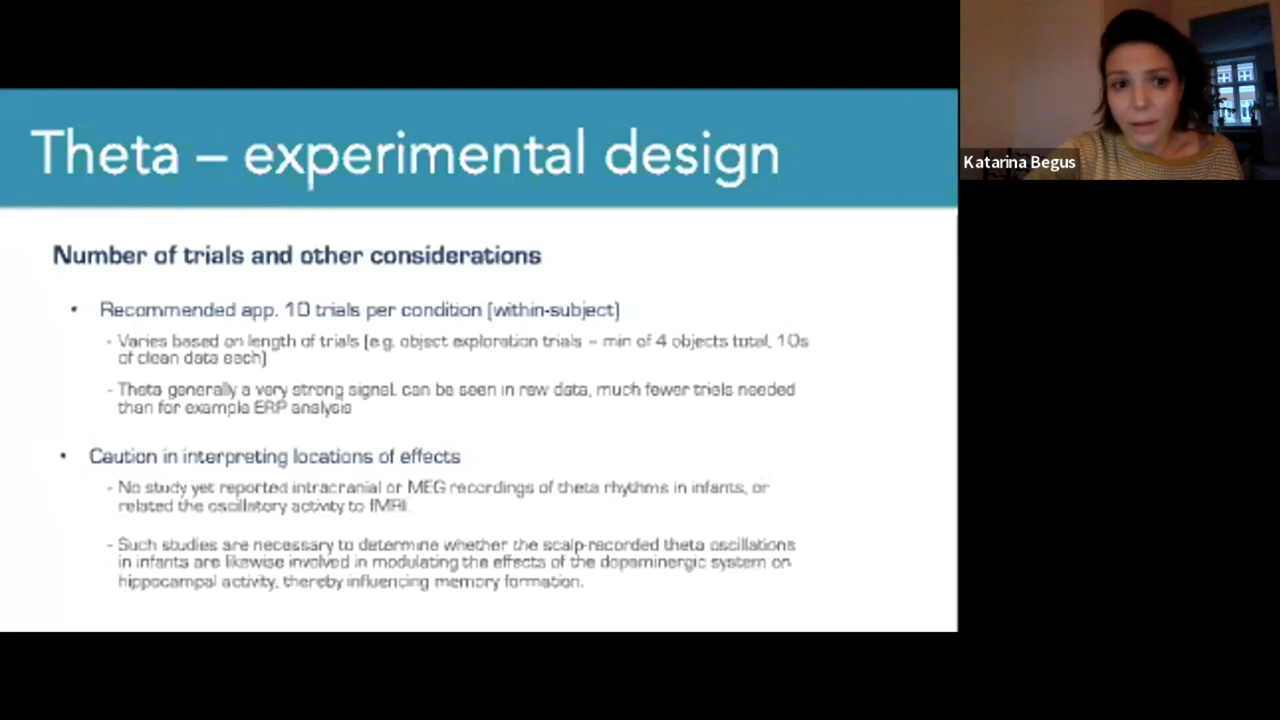 Theta – experimental design
Katarina Begus
Number of trials and other considerations
• Recommended app. 10 trials per condition (within-subject)
- Varies based on length of trials (e.g. object exploration trials – min of 4 objects total, 10s
of clean data each)
- Theta generally a very strong signal, can be seen in raw data, much fewer trials needed
than for example ERP analysis
• Caution in interpreting locations of effects
- No study yet reported intracranial or MEG recordings of theta rhythms in infants, or
related the oscillatory activity to fMRI
- Such studies are necessary to determine whether the scalp-recorded theta oscillations
in infants are likewise involved in modulating the effects of the dopaminergic system on
hippocampal activity, thereby influencing memory formation.